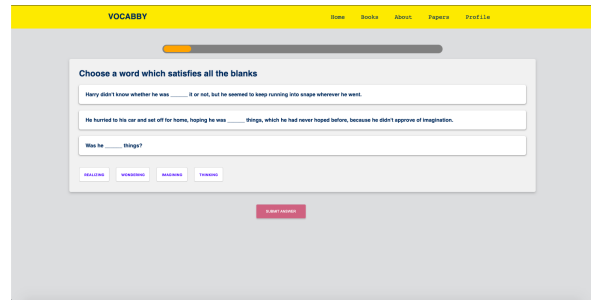 VOCABBY
Home Books About Papers Profile
Choose a word which satisfies all the blanks
Harry didn't know whether he was ______ it or not, but he seemed to keep running into snape wherever he went.
He hurried to his car and set off for home, hoping he was ______ things, which he had never hoped before, because he didn't approve of imagination.
Was he ______ things?
REALIZING WONDERING IMAGINING THINKING
SUBMIT ANSWER